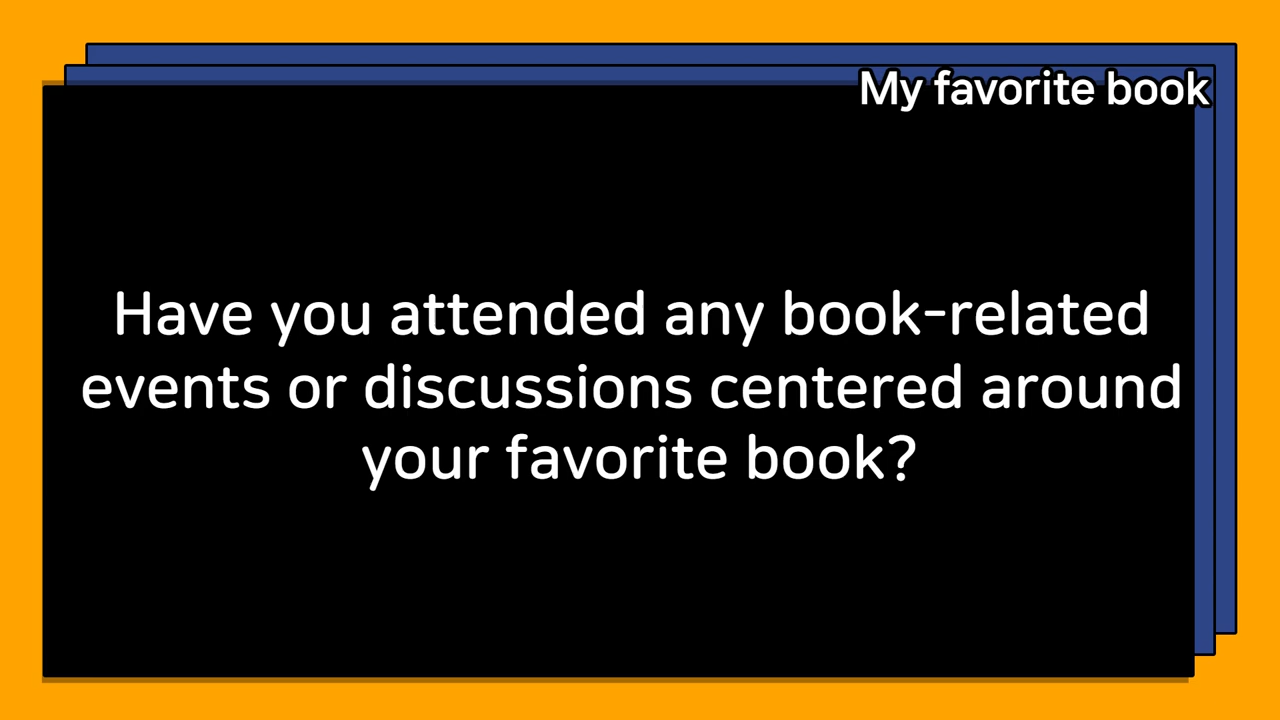 My favorite book
Have you attended any book-related
events or discussions centered around
your favorite book?